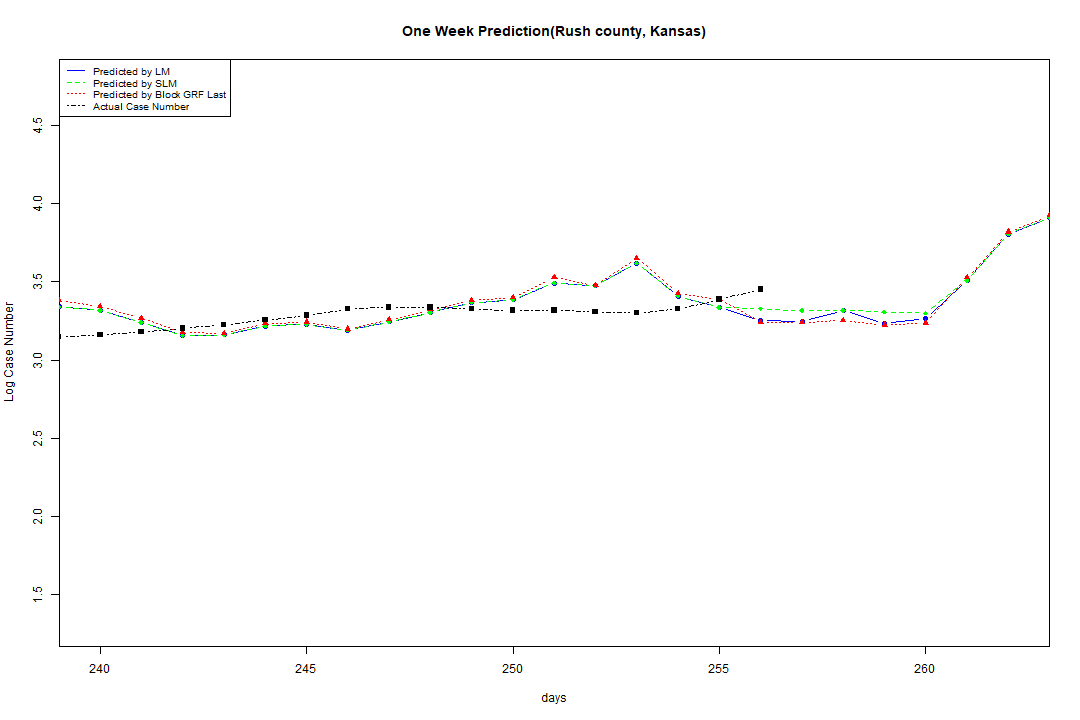 One Week Prediction(Rush county, Kansas)
Predicted by LM
Predicted by SLM
Predicted by Block GRF Last
Actual Case Number
4.5
4.0
3.5
3.0
2.5
2.0
1.5
Log Case Number
240
245
250
255
260
days